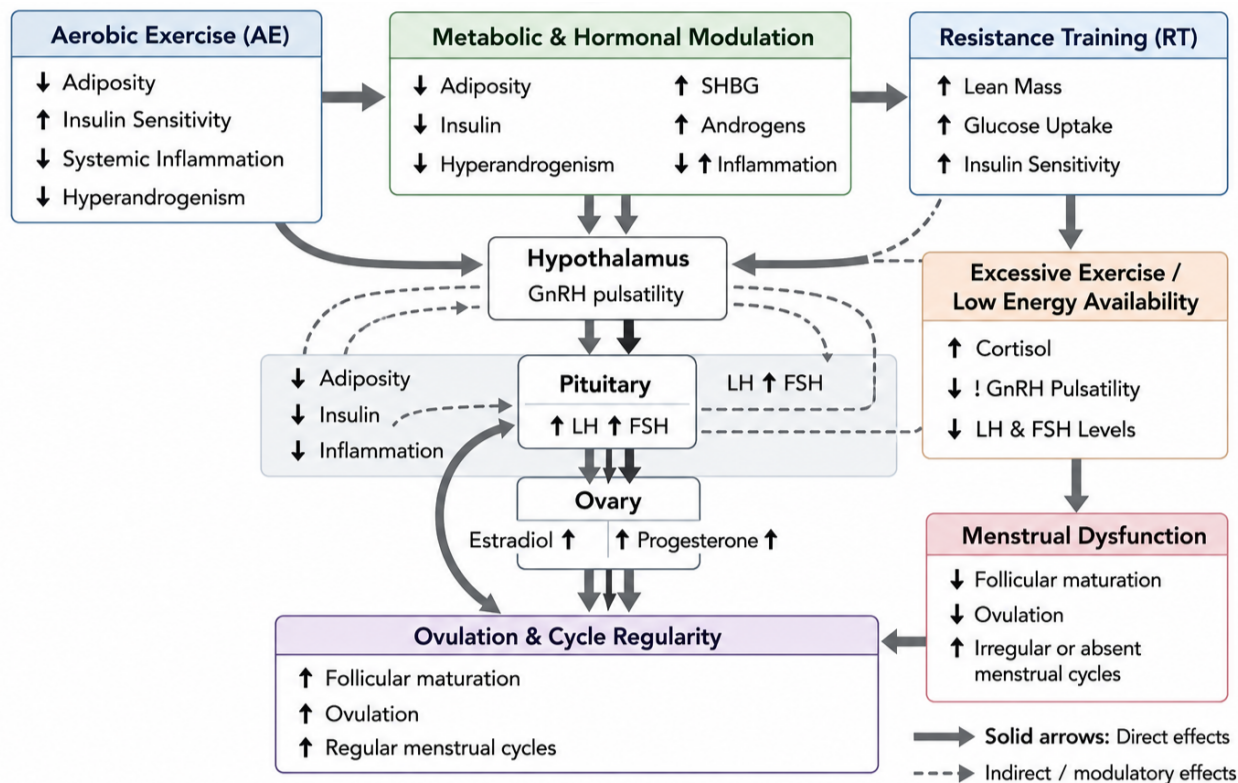 Aerobic Exercise (AE)
↓ Adiposity
↑ Insulin Sensitivity
↓ Systemic Inflammation
↓ Hyperandrogenism
Metabolic & Hormonal Modulation
↓ Adiposity
↓ Insulin
↓ Hyperandrogenism
↑ SHBG
↑ Androgens
↓ ↑ Inflammation
Resistance Training (RT)
↑ Lean Mass
↑ Glucose Uptake
↑ Insulin Sensitivity
Hypothalamus
GnRH pulsatility
Excessive Exercise /
Low Energy Availability
↑ Cortisol
↓ ! GnRH Pulsatility
↓ LH & FSH Levels
↓ Adiposity
↓ Insulin
↓ Inflammation
Pituitary
↑ LH ↑ FSH
LH ↑ FSH
Ovary
Estradiol ↑
↑ Progesterone ↑
Menstrual Dysfunction
↓ Follicular maturation
↓ Ovulation
↑ Irregular or absent
menstrual cycles
Ovulation & Cycle Regularity
↑ Follicular maturation
↑ Ovulation
↑ Regular menstrual cycles
Solid arrows: Direct effects
Indirect / modulatory effects